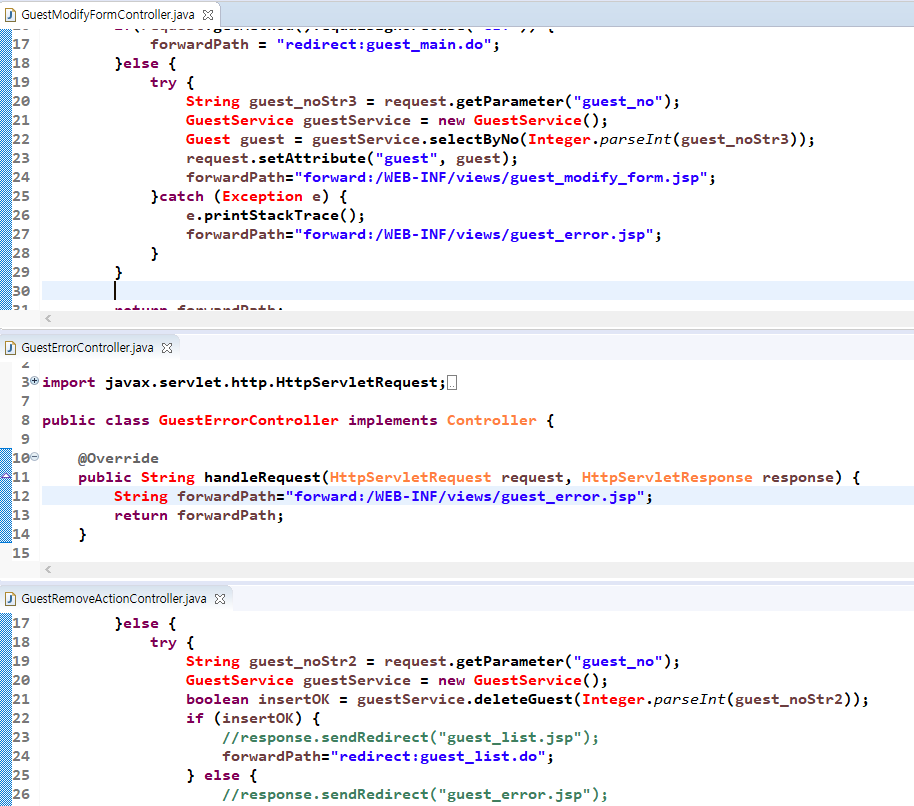 GuestModifyFormController.java
17 forwardPath = "redirect:guest_main.do";
18 }else {
19 try {
20 String guest_noStr3 = request.getParameter("guest_no");
21 GuestService guestService = new GuestService();
22 Guest guest = guestService.selectByNo(Integer.parseInt(guest_noStr3));
23 request.setAttribute("guest", guest);
24 forwardPath="forward:/WEB-INF/views/guest_modify_form.jsp";
25 }catch (Exception e) {
26 e.printStackTrace();
27 forwardPath="forward:/WEB-INF/views/guest_error.jsp";
28 }
29 }
30
31 return forwardPath;
GuestErrorController.java
2
3 import javax.servlet.http.HttpServletRequest;
7
8 public class GuestErrorController implements Controller {
9
10 @Override
11 public String handleRequest(HttpServletRequest request, HttpServletResponse response) {
12 String forwardPath="forward:/WEB-INF/views/guest_error.jsp";
13 return forwardPath;
14 }
15
GuestRemoveActionController.java
17 }else {
18 try {
19 String guest_noStr2 = request.getParameter("guest_no");
20 GuestService guestService = new GuestService();
21 boolean insertOK = guestService.deleteGuest(Integer.parseInt(guest_noStr2));
22 if (insertOK) {
23 //response.sendRedirect("guest_list.jsp");
24 forwardPath="redirect:guest_list.do";
25 } else {
26 //response.sendRedirect("guest_error.jsp");